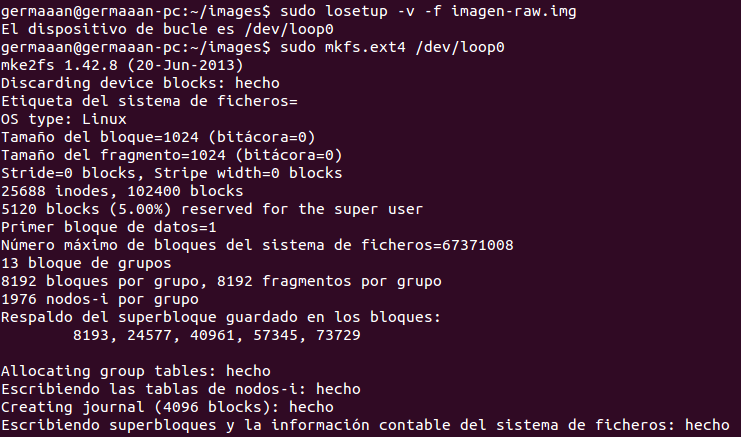 germaaan@germaaan-pc:~/images$ sudo losetup -v -f imagen-raw.img
El dispositivo de bucle es /dev/loop0
germaaan@germaaan-pc:~/images$ sudo mkfs.ext4 /dev/loop0
mke2fs 1.42.8 (20-Jun-2013)
Discarding device blocks: hecho
Etiqueta del sistema de ficheros=
OS type: Linux
Tamaño del bloque=1024 (bitácora=0)
Tamaño del fragmento=1024 (bitácora=0)
Stride=0 blocks, Stripe width=0 blocks
25688 inodes, 102400 blocks
5120 blocks (5.00%) reserved for the super user
Primer bloque de datos=1
Número máximo de bloques del sistema de ficheros=67371008
13 bloque de grupos
8192 bloques por grupo, 8192 fragmentos por grupo
1976 nodos-i por grupo
Respaldo del superbloque guardado en los bloques:
8193, 24577, 40961, 57345, 73729
Allocating group tables: hecho
Escribiendo las tablas de nodos-i: hecho
Creating journal (4096 blocks): hecho
Escribiendo superbloques y la información contable del sistema de ficheros: hecho